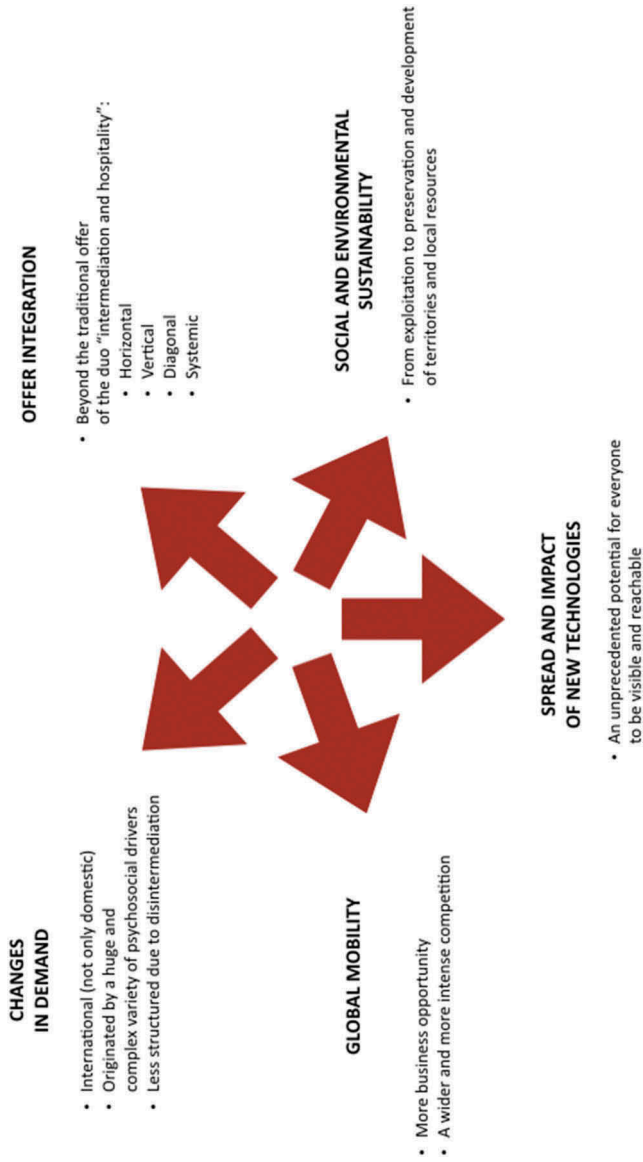 CHANGES
IN DEMAND
• International (not only domestic)
• Originated by a huge and
complex variety of psychosocial drivers
• Less structured due to disintermediation
OFFER INTEGRATION
• Beyond the traditional offer
of the duo “intermediation and hospitality”:
• Horizontal
• Vertical
• Diagonal
• Systemic
GLOBAL MOBILITY
• More business opportunity
• A wider and more intense competition
SOCIAL AND ENVIRONMENTAL
SUSTAINABILITY
• From exploitation to preservation and development
of territories and local resources
SPREAD AND IMPACT
OF NEW TECHNOLOGIES
• An unprecedented potential for everyone
to be visible and reachable